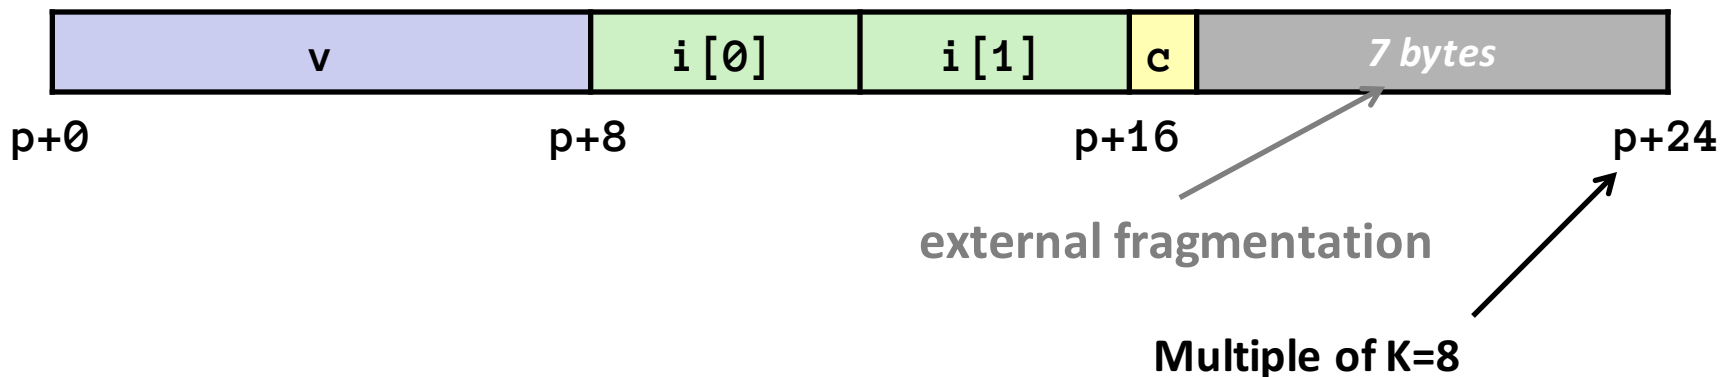 v i[0] i[1] c 7 bytes
p+0 p+8 p+16 p+24
external fragmentation
Multiple of K=8